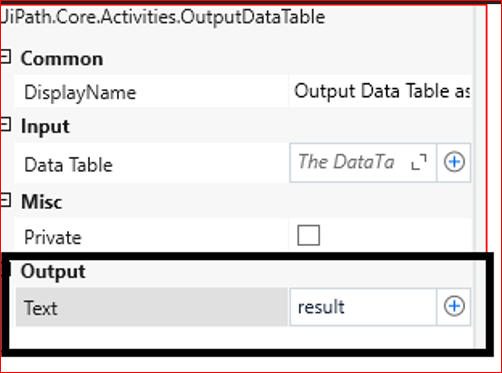 UiPath.Core.Activities.OutputDataTable
Common
DisplayName Output Data Table as
Input
Data Table The DataTa
Misc
Private
Output
Text result